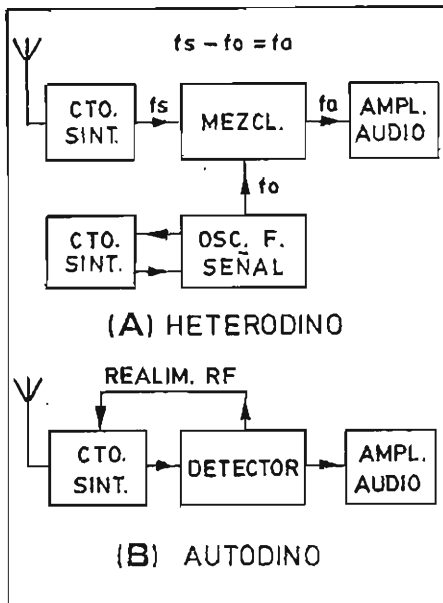 fs - fo = fa
CTO. SINT.
fs
MEZCL.
fa
AMPL. AUDIO
fo
CTO. SINT.
OSC. F. SEÑAL
(A) HETERODINO
REALIM. RF
CTO. SINT.
DETECTOR
AMPL. AUDIO
(B) AUTODINO